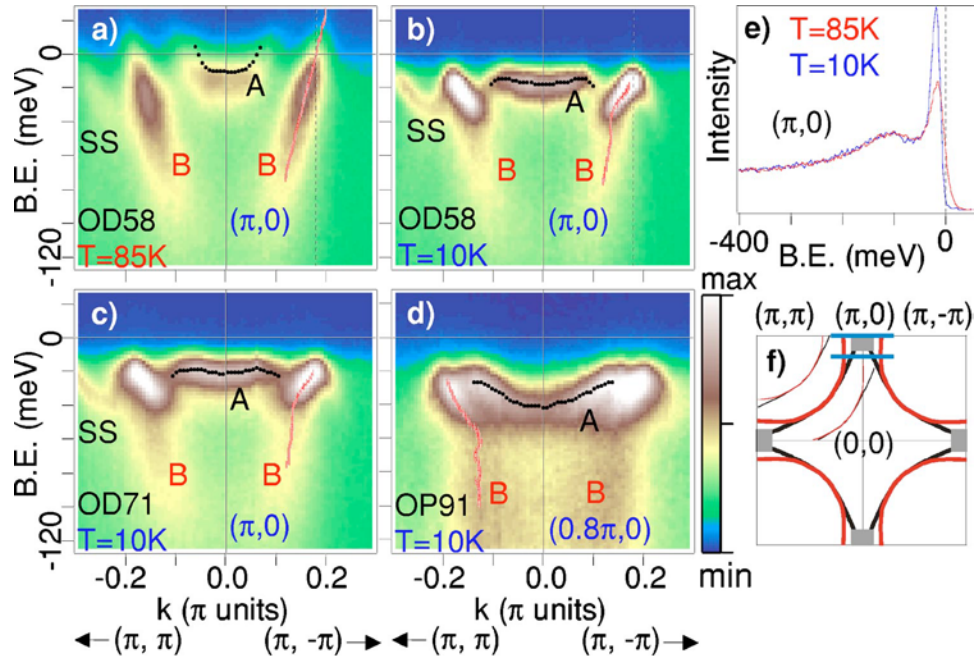 a)
0
A
B.E. (meV)
SS
B
B
OD58
(π,0)
T=85K
-120
b)
A
SS
B
B
OD58
(π,0)
T=10K
e)
T=85K
T=10K
Intensity
(π,0)
-400
0
B.E. (meV)
c)
0
A
B.E. (meV)
SS
B
B
OD71
(π,0)
T=10K
-120
-0.2 0.0 0.2
k (π units)
(π, π) (π, -π)
d)
A
B
B
OP91
(0.8π,0)
T=10K
-0.2 0.0 0.2
k (π units)
(π, π) (π, -π)
max
min
(π,π) (π,0) (π,-π)
f)
(0,0)